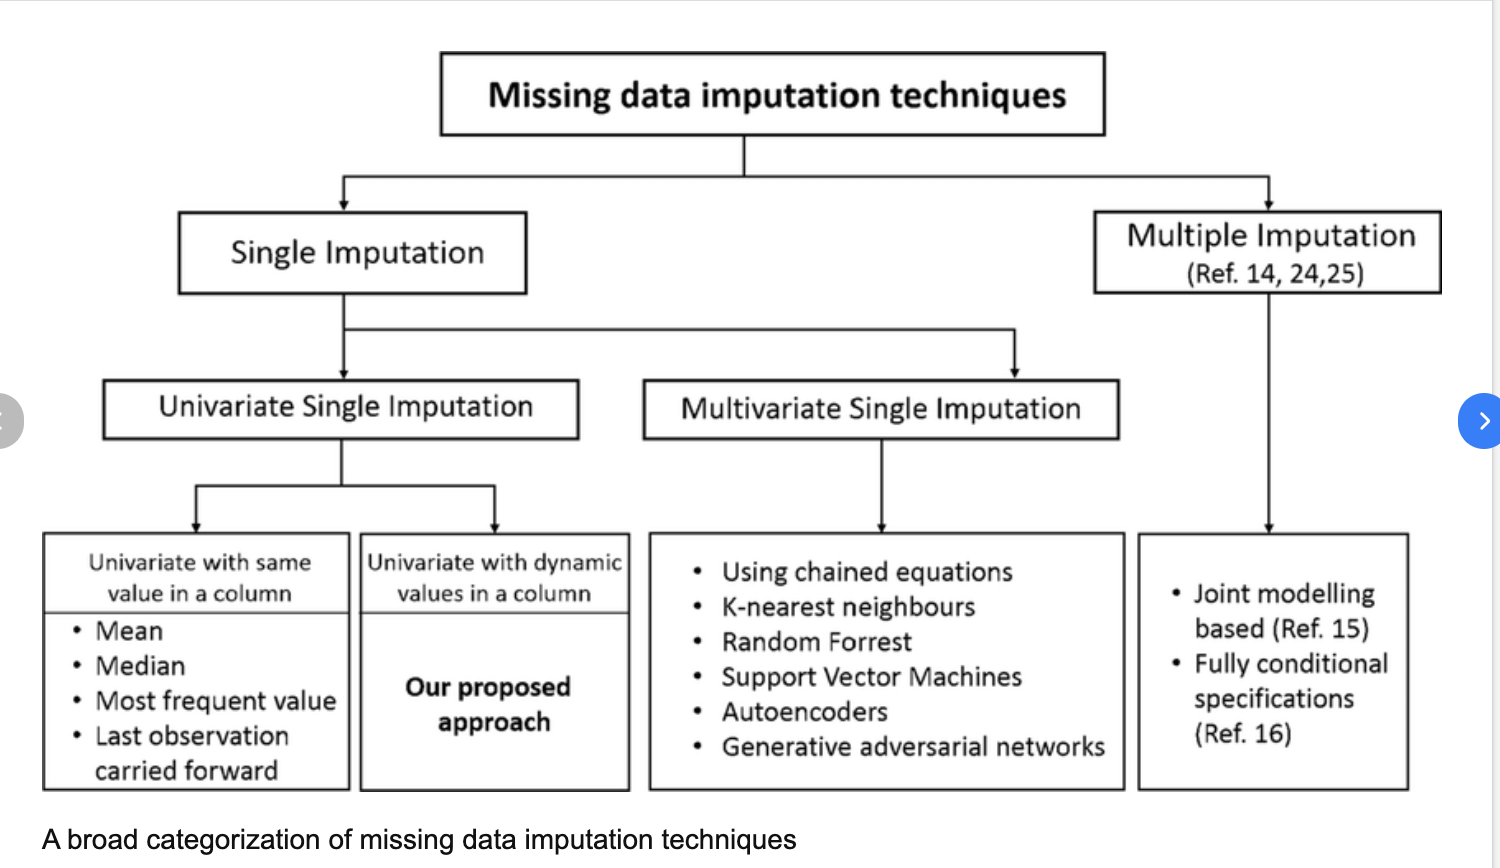 Missing data imputation techniques
Single Imputation
Multiple Imputation
(Ref. 14, 24,25)
Univariate Single Imputation
Multivariate Single Imputation
Univariate with same
value in a column
• Mean
• Median
• Most frequent value
• Last observation
carried forward
Univariate with dynamic
values in a column
Our proposed
approach
• Using chained equations
• K-nearest neighbours
• Random Forrest
• Support Vector Machines
• Autoencoders
• Generative adversarial networks
• Joint modelling
based (Ref. 15)
• Fully conditional
specifications
(Ref. 16)
A broad categorization of missing data imputation techniques